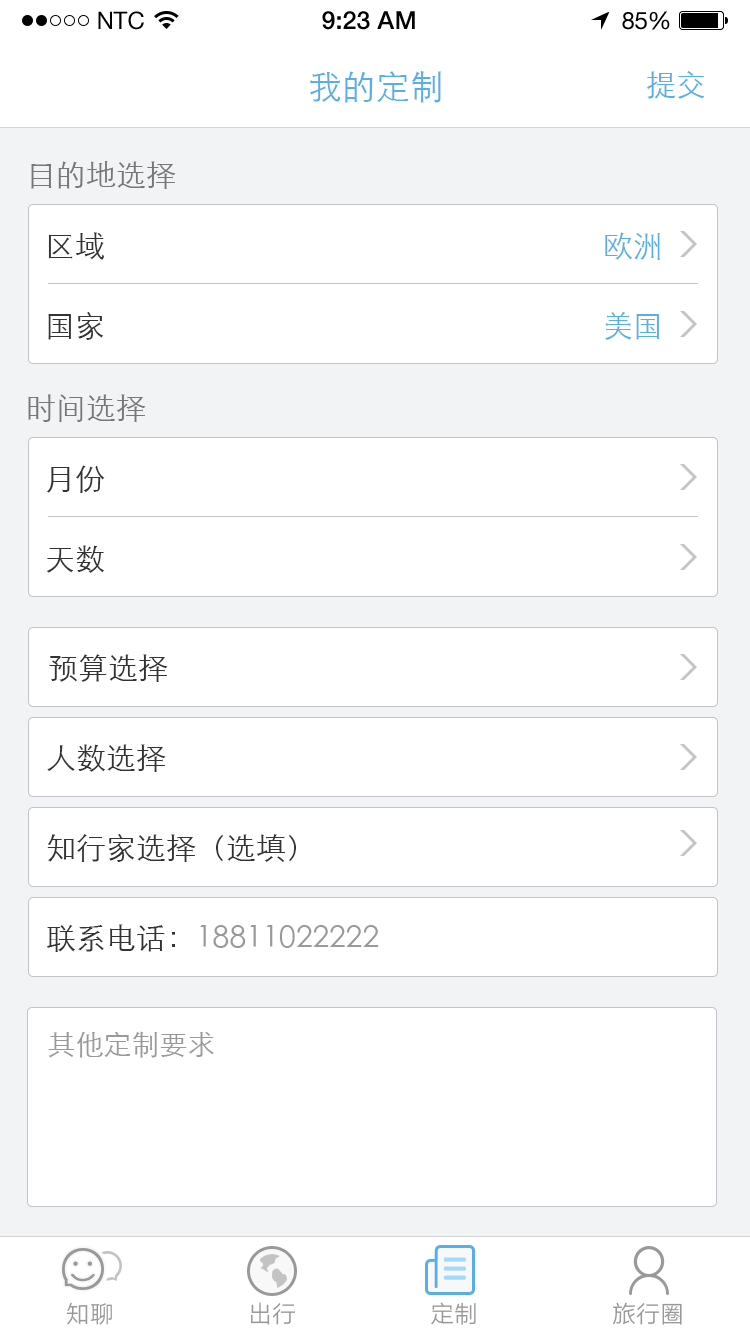 NTC 9:23 AM 85%
我的定制 提交
目的地选择
区域 欧洲
国家 美国
时间选择
月份
天数
预算选择
人数选择
知行家选择（选填）
联系电话： 18811022222
其他定制要求
知聊 出行 定制 旅行圈